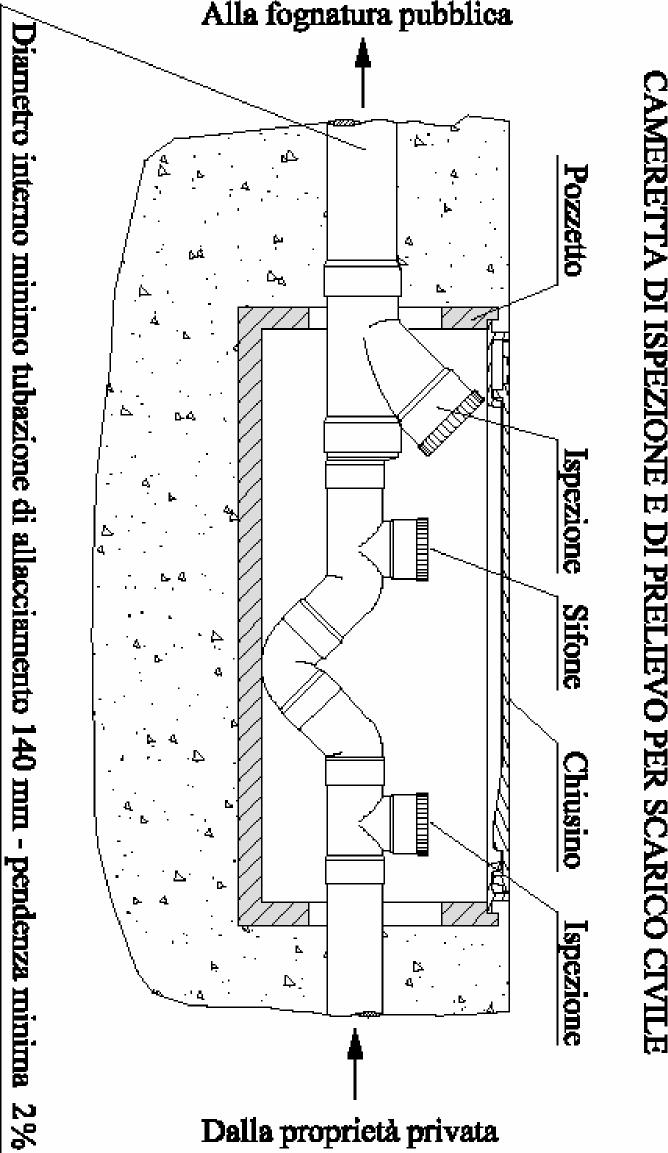 CAMERETTA DI ISPEZIONE E DI PRELIEVO PER SCARICO CIVILE
Pozzetto
Ispezione
Sifone
Chiusino
Ispezione
Alla fognatura pubblica
Dalla proprietà privata
Diametro interno minimo tubazione di allacciamento 140 mm - pendenza minima 2%